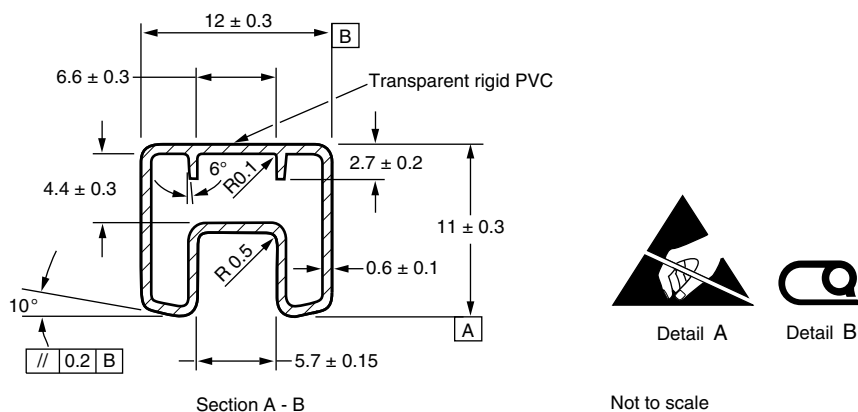 12 ± 0.3
B
6.6 ± 0.3
Transparent rigid PVC
6°
R0.1
2.7 ± 0.2
4.4 ± 0.3
11 ± 0.3
R 0.5
0.6 ± 0.1
10°
A
// 0.2 B
5.7 ± 0.15
Detail A
Detail B
Section A - B
Not to scale